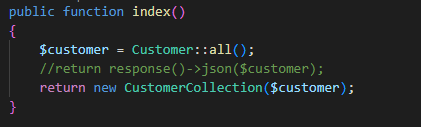 public function index()
{
    $customer = Customer::all();
    //return response()->json($customer);
    return new CustomerCollection($customer);
}